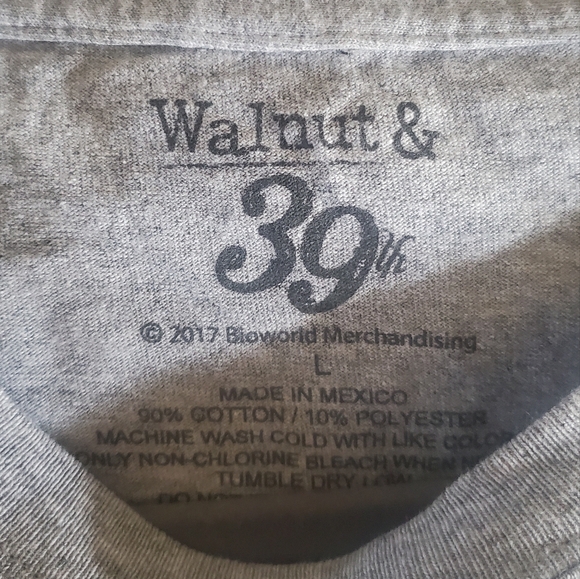 Walnut &
39th
© 2017 Bioworld Merchandising
L
MADE IN MEXICO
90% COTTON / 10% POLYESTER
MACHINE WASH COLD WITH LIKE
ONLY NON-CHLORINE BLEACH WHEN
TUMBLE DRY